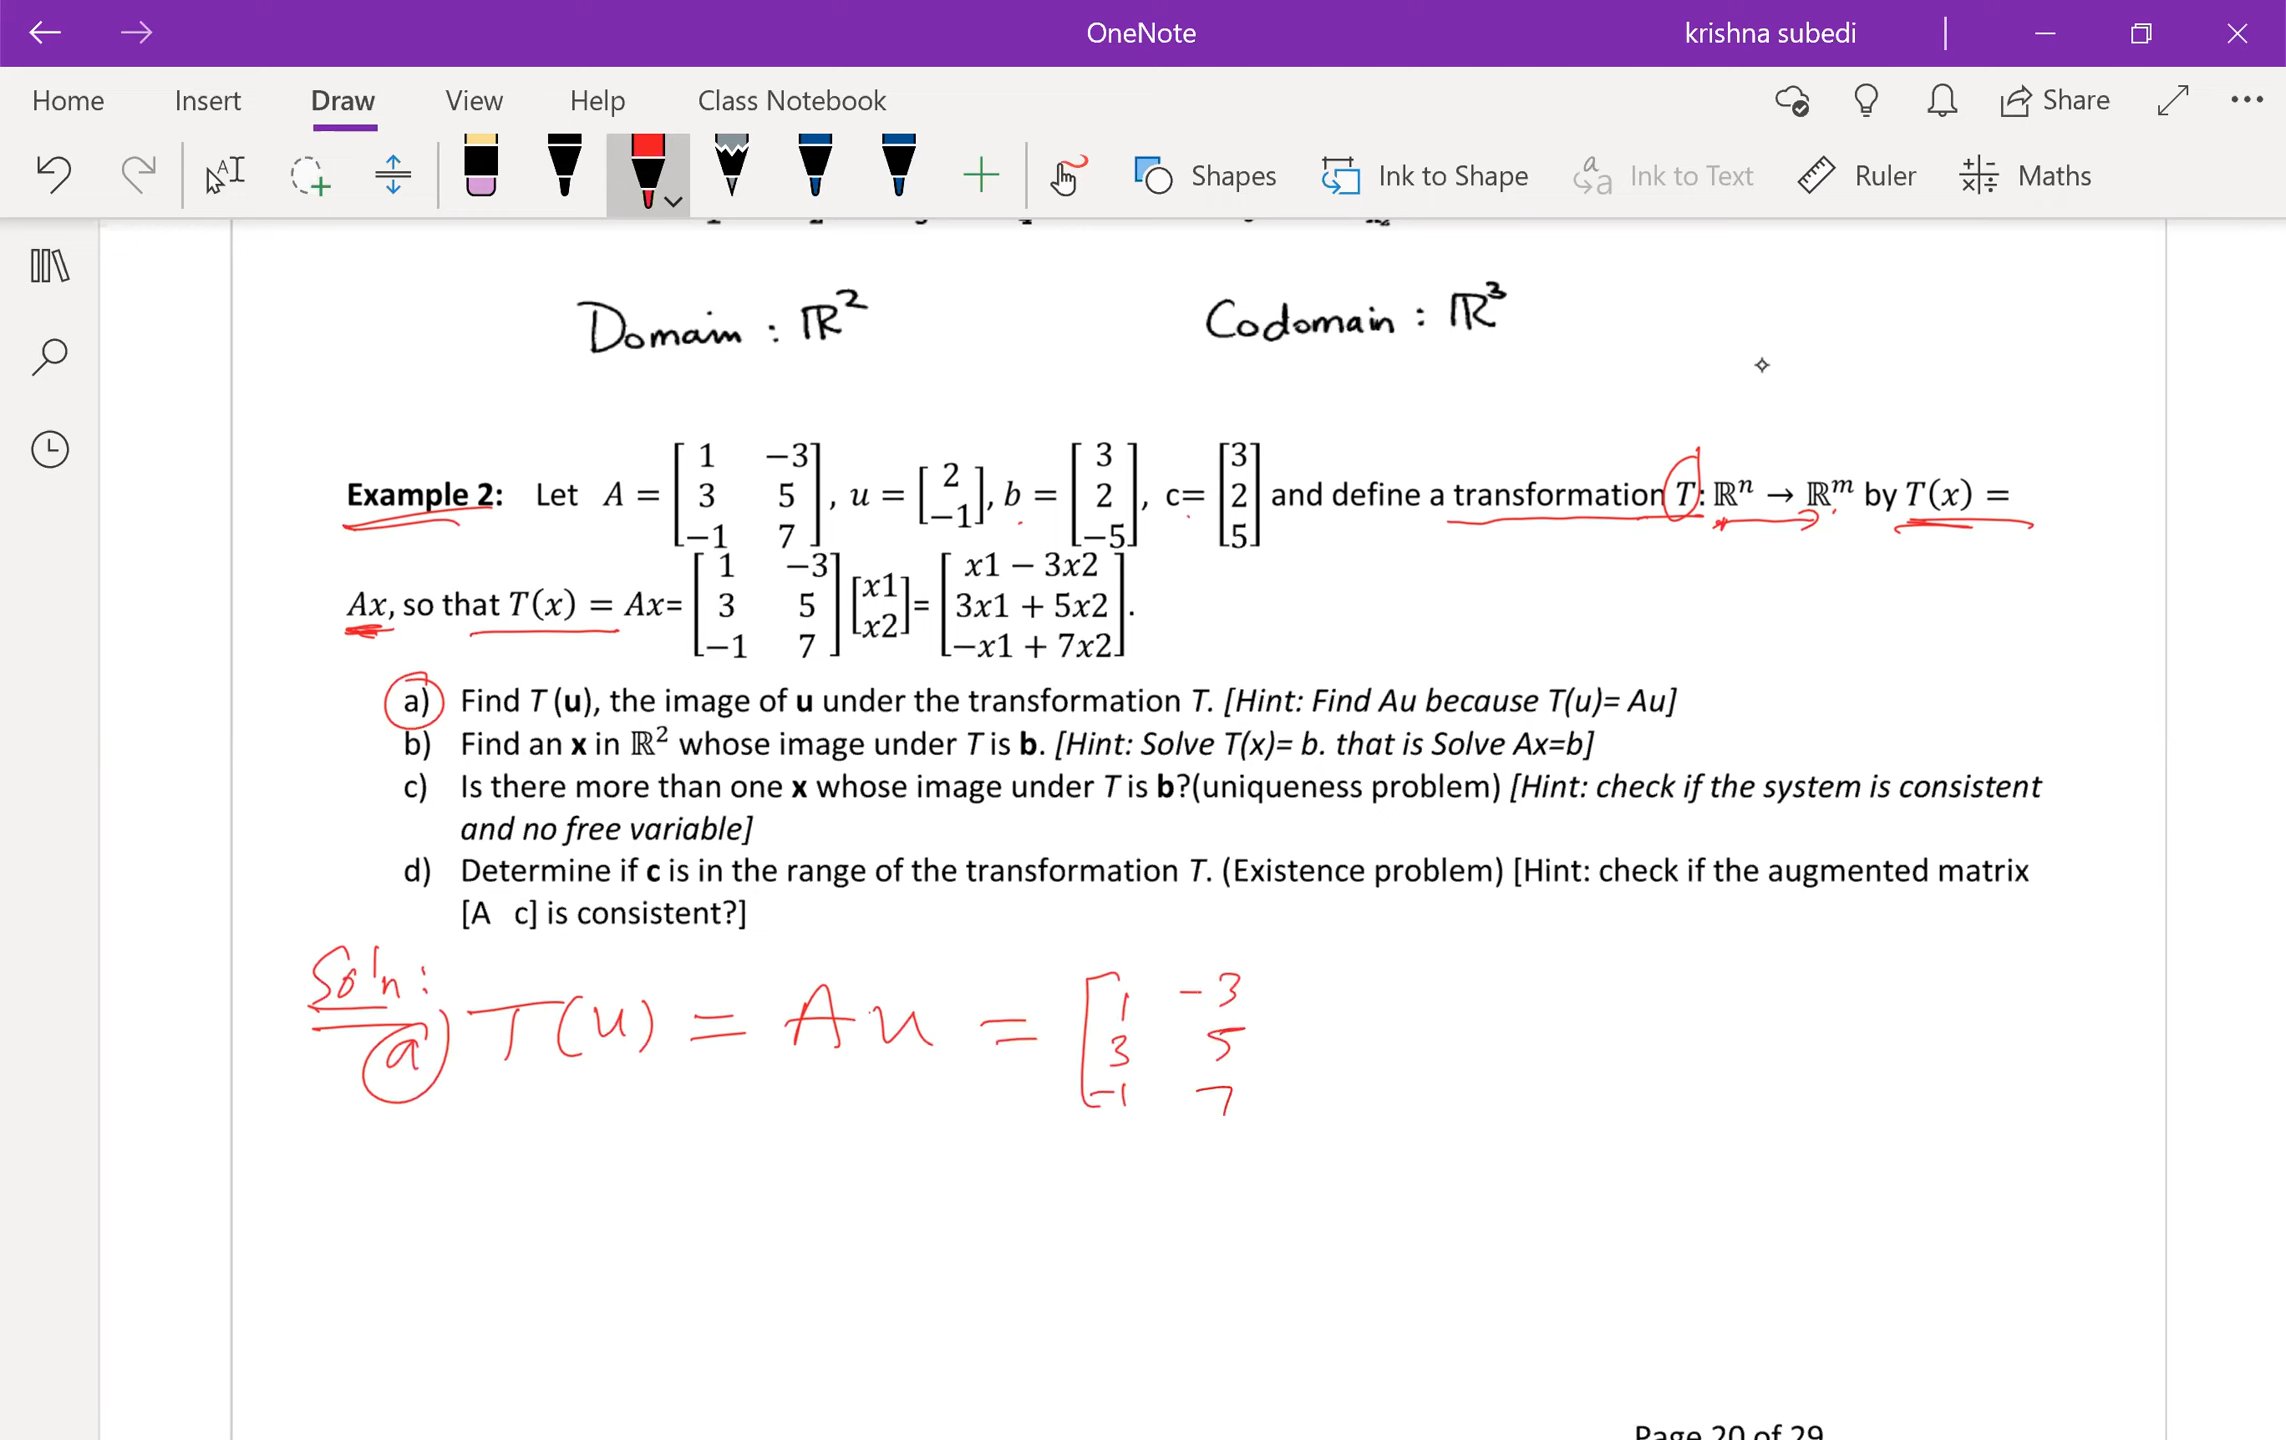 OneNote
krishna subedi
Home Insert Draw View Help Class Notebook Share
Shapes Ink to Shape Ink to Text Ruler Maths
Domain : ℝ² Codomain : ℝ³
Example 2: Let A = [1 −3; 3 5; −1 7], u = [2; −1], b = [3; 2; −5], c= [3; 2; 5] and define a transformation T: ℝⁿ → ℝᵐ by T(x) =
Ax, so that T(x) = Ax= [1 −3; 3 5; −1 7] [x1; x2]= [x1 − 3x2; 3x1 + 5x2; −x1 + 7x2].
a) Find T (u), the image of u under the transformation T. [Hint: Find Au because T(u)= Au]
b) Find an x in ℝ² whose image under T is b. [Hint: Solve T(x)= b. that is Solve Ax=b]
c) Is there more than one x whose image under T is b?(uniqueness problem) [Hint: check if the system is consistent
and no free variable]
d) Determine if c is in the range of the transformation T. (Existence problem) [Hint: check if the augmented matrix
[A c] is consistent?]
Sol'n:
a) T(u) = Au = [1 -3; 3 5; -1 7
Page 20 of 29